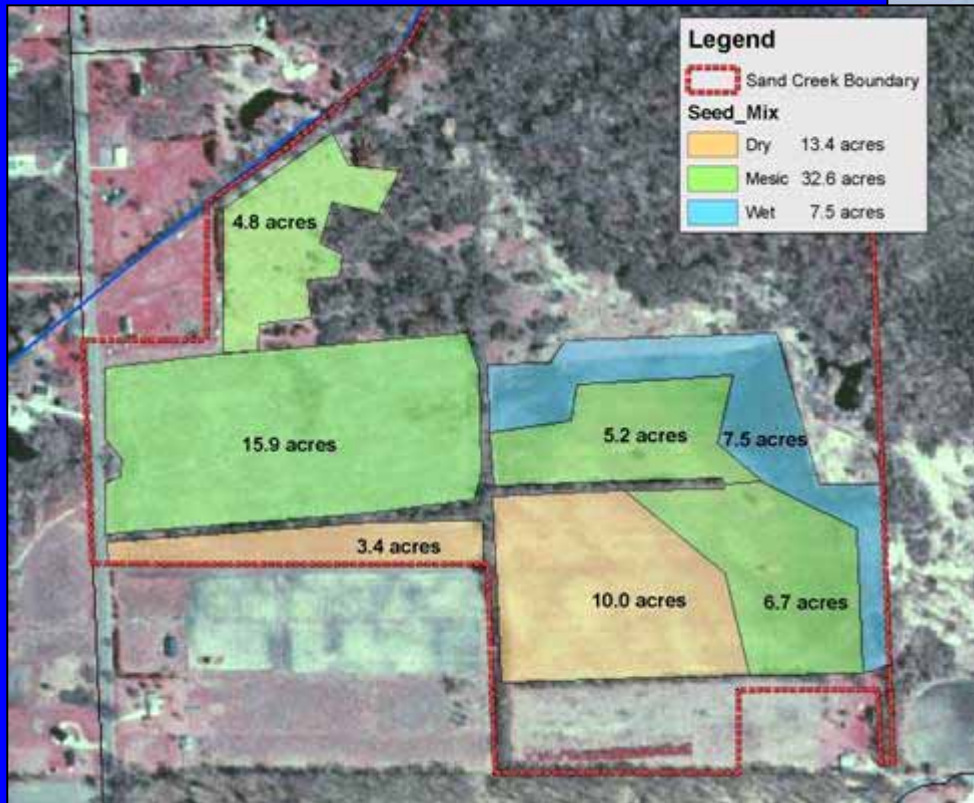 Legend
Sand Creek Boundary
Seed_Mix
Dry 13.4 acres
Mesic 32.6 acres
Wet 7.5 acres
4.8 acres
15.9 acres
5.2 acres
7.5 acres
3.4 acres
10.0 acres
6.7 acres